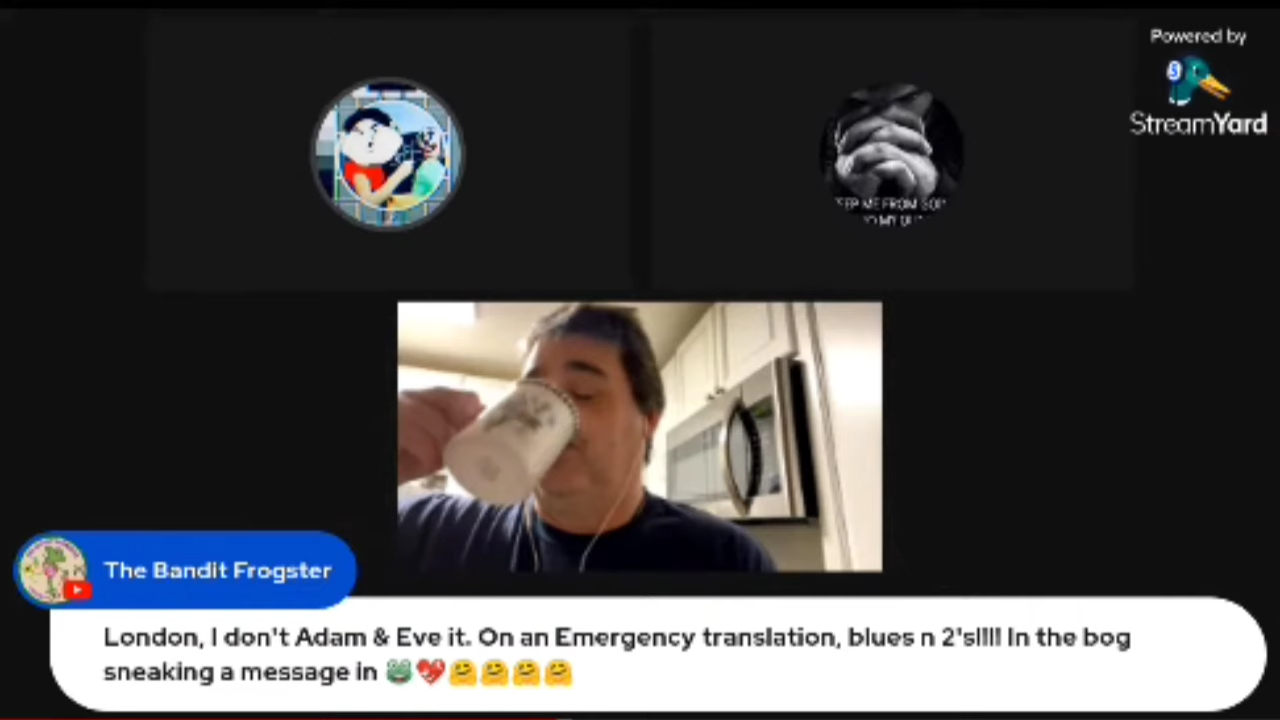 Powered by
StreamYard
The Bandit Frogster
London, I don't Adam & Eve it. On an Emergency translation, blues n 2's!!!! In the bog
sneaking a message in 🐸💖🤗🤗🤗🤗